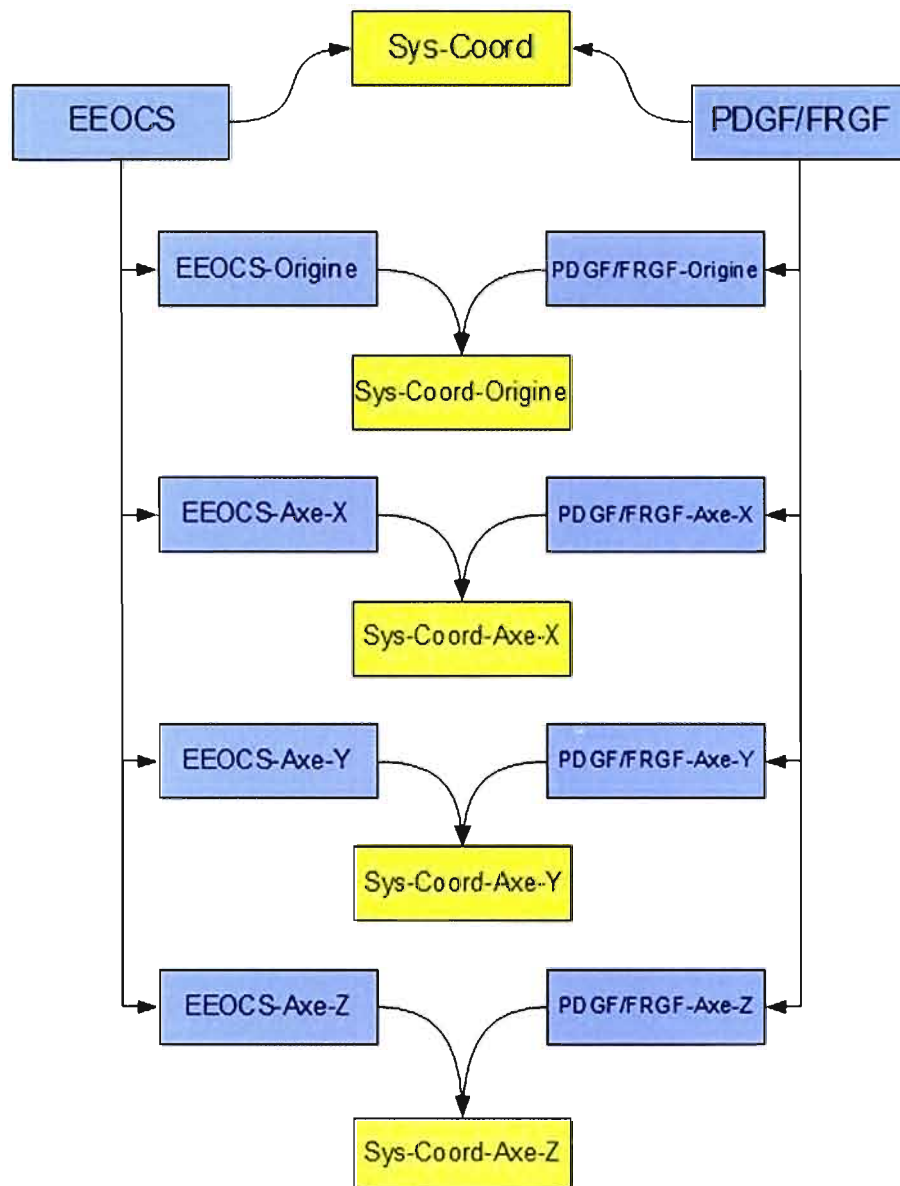 Sys-Coord
EEOCS
PDGF/FRGF
EEOCS-Origine
PDGF/FRGF-Origine
Sys-Coord-Origine
EEOCS-Axe-X
PDGF/FRGF-Axe-X
Sys-Coord-Axe-X
EEOCS-Axe-Y
PDGF/FRGF-Axe-Y
Sys-Coord-Axe-Y
EEOCS-Axe-Z
PDGF/FRGF-Axe-Z
Sys-Coord-Axe-Z